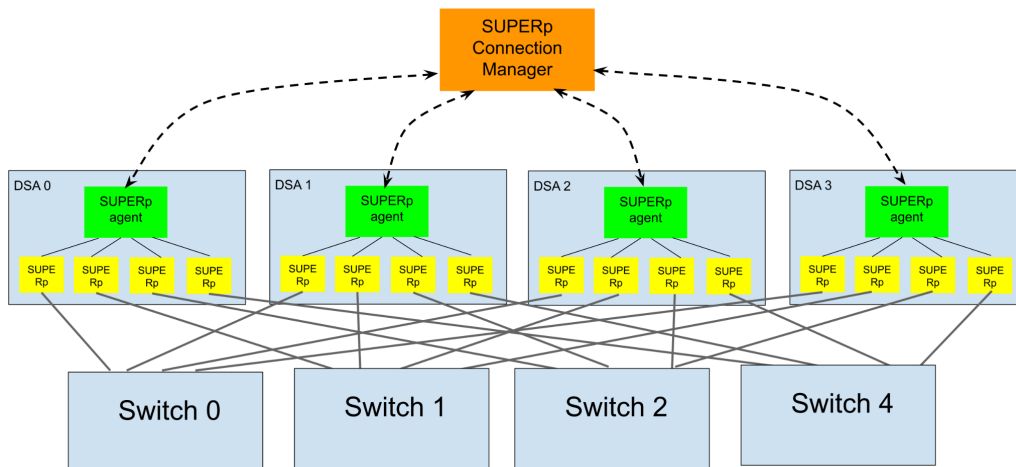 SUPERp
Connection
Manager
DSA 0
SUPERp
agent
SUPE
Rp
SUPE
Rp
SUPE
Rp
SUPE
Rp
DSA 1
SUPERp
agent
SUPE
Rp
SUPE
Rp
SUPE
Rp
SUPE
Rp
DSA 2
SUPERp
agent
SUPE
Rp
SUPE
Rp
SUPE
Rp
SUPE
Rp
DSA 3
SUPERp
agent
SUPE
Rp
SUPE
Rp
SUPE
Rp
SUPE
Rp
Switch 0
Switch 1
Switch 2
Switch 4